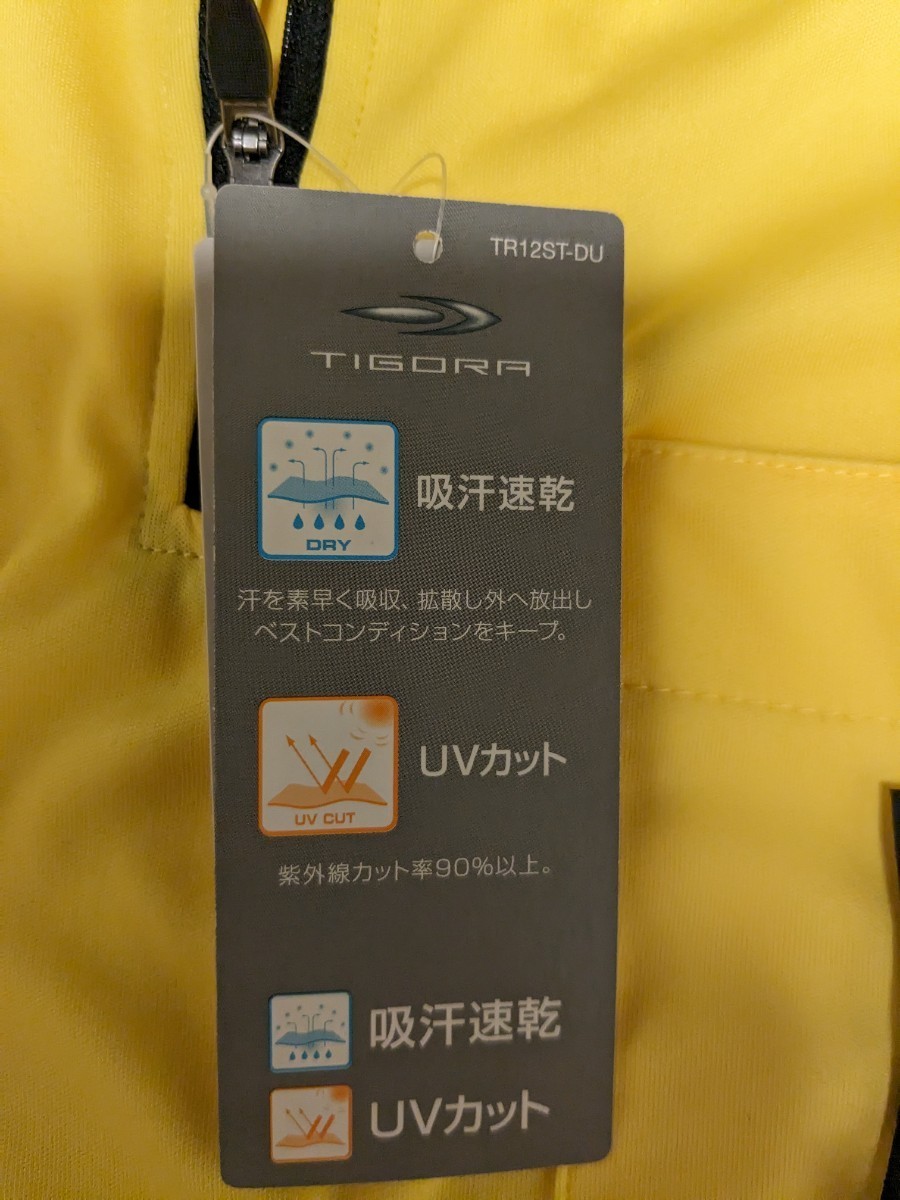 TR12ST-DU
TIGORA
DRY
吸汗速乾
汗を素早く吸収、拡散し外へ放出し
ベストコンディションをキープ。
UV CUT
UVカット
紫外線カット率90%以上。
吸汗速乾
UVカット